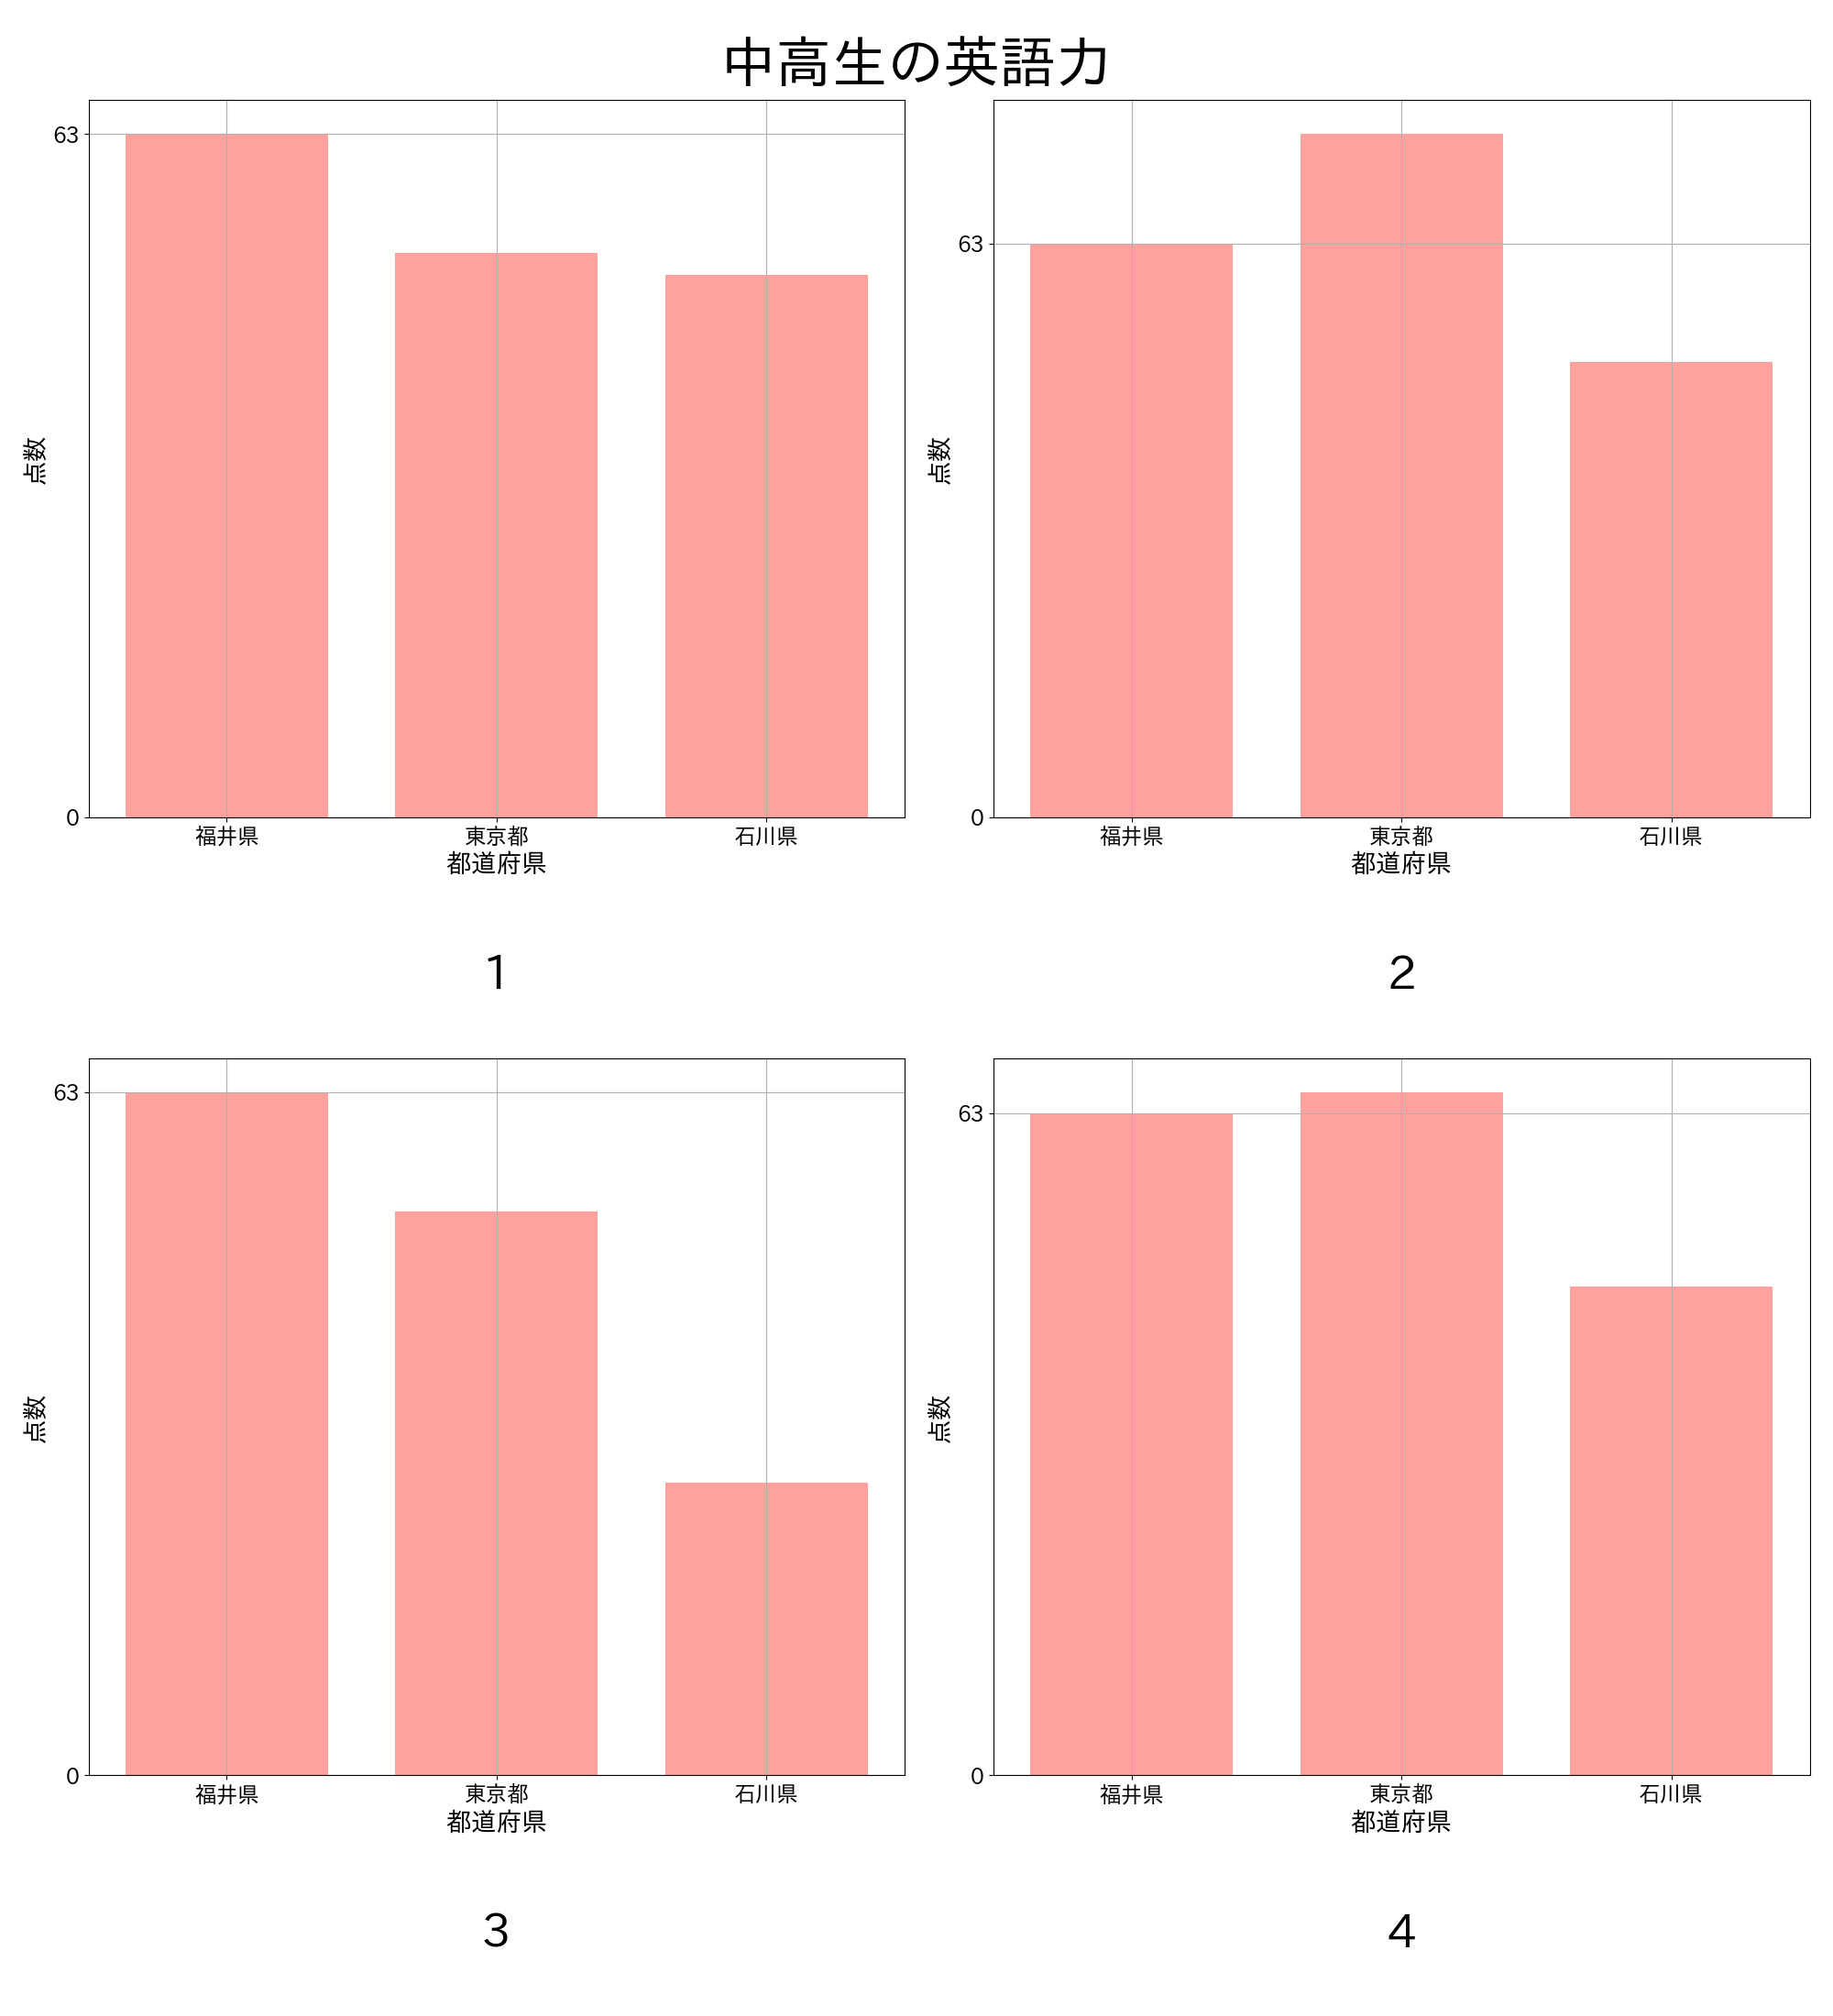 中高生の英語力
63
点数
0
福井県 東京都 石川県
都道府県
1
63
点数
0
福井県 東京都 石川県
都道府県
2
63
点数
0
福井県 東京都 石川県
都道府県
3
63
点数
0
福井県 東京都 石川県
都道府県
4